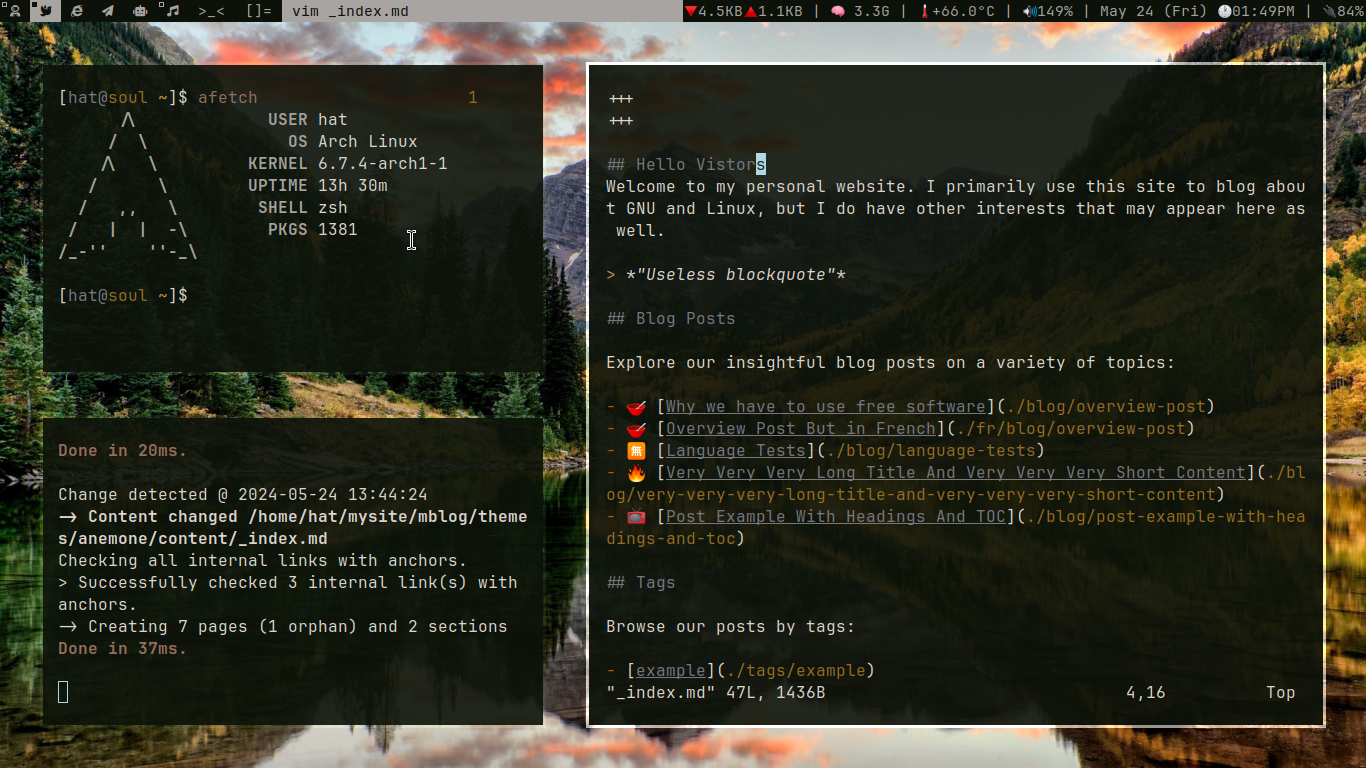 >_< []= vim _index.md 4.5KB 1.1KB | 3.3G | +66.0°C | 149% | May 24 (Fri) 01:49PM | 84%
[hat@soul ~]$ afetch 1
USER hat
OS Arch Linux
KERNEL 6.7.4-arch1-1
UPTIME 13h 30m
SHELL zsh
PKGS 1381
[hat@soul ~]$
Done in 20ms.
Change detected @ 2024-05-24 13:44:24
-> Content changed /home/hat/mysite/mblog/theme
s/anemone/content/_index.md
Checking all internal links with anchors.
> Successfully checked 3 internal link(s) with
anchors.
-> Creating 7 pages (1 orphan) and 2 sections
Done in 37ms.
+++
+++
## Hello Vistors
Welcome to my personal website. I primarily use this site to blog abou
t GNU and Linux, but I do have other interests that may appear here as
well.
> *"Useless blockquote"*
## Blog Posts
Explore our insightful blog posts on a variety of topics:
- 🥣 [Why we have to use free software](./blog/overview-post)
- 🥣 [Overview Post But in French](./fr/blog/overview-post)
- 🈚 [Language Tests](./blog/language-tests)
- 🔥 [Very Very Very Long Title And Very Very Very Short Content](./bl
og/very-very-very-long-title-and-very-very-very-short-content)
- 📺 [Post Example With Headings And TOC](./blog/post-example-with-hea
dings-and-toc)
## Tags
Browse our posts by tags:
- [example](./tags/example)
"_index.md" 47L, 1436B 4,16 Top